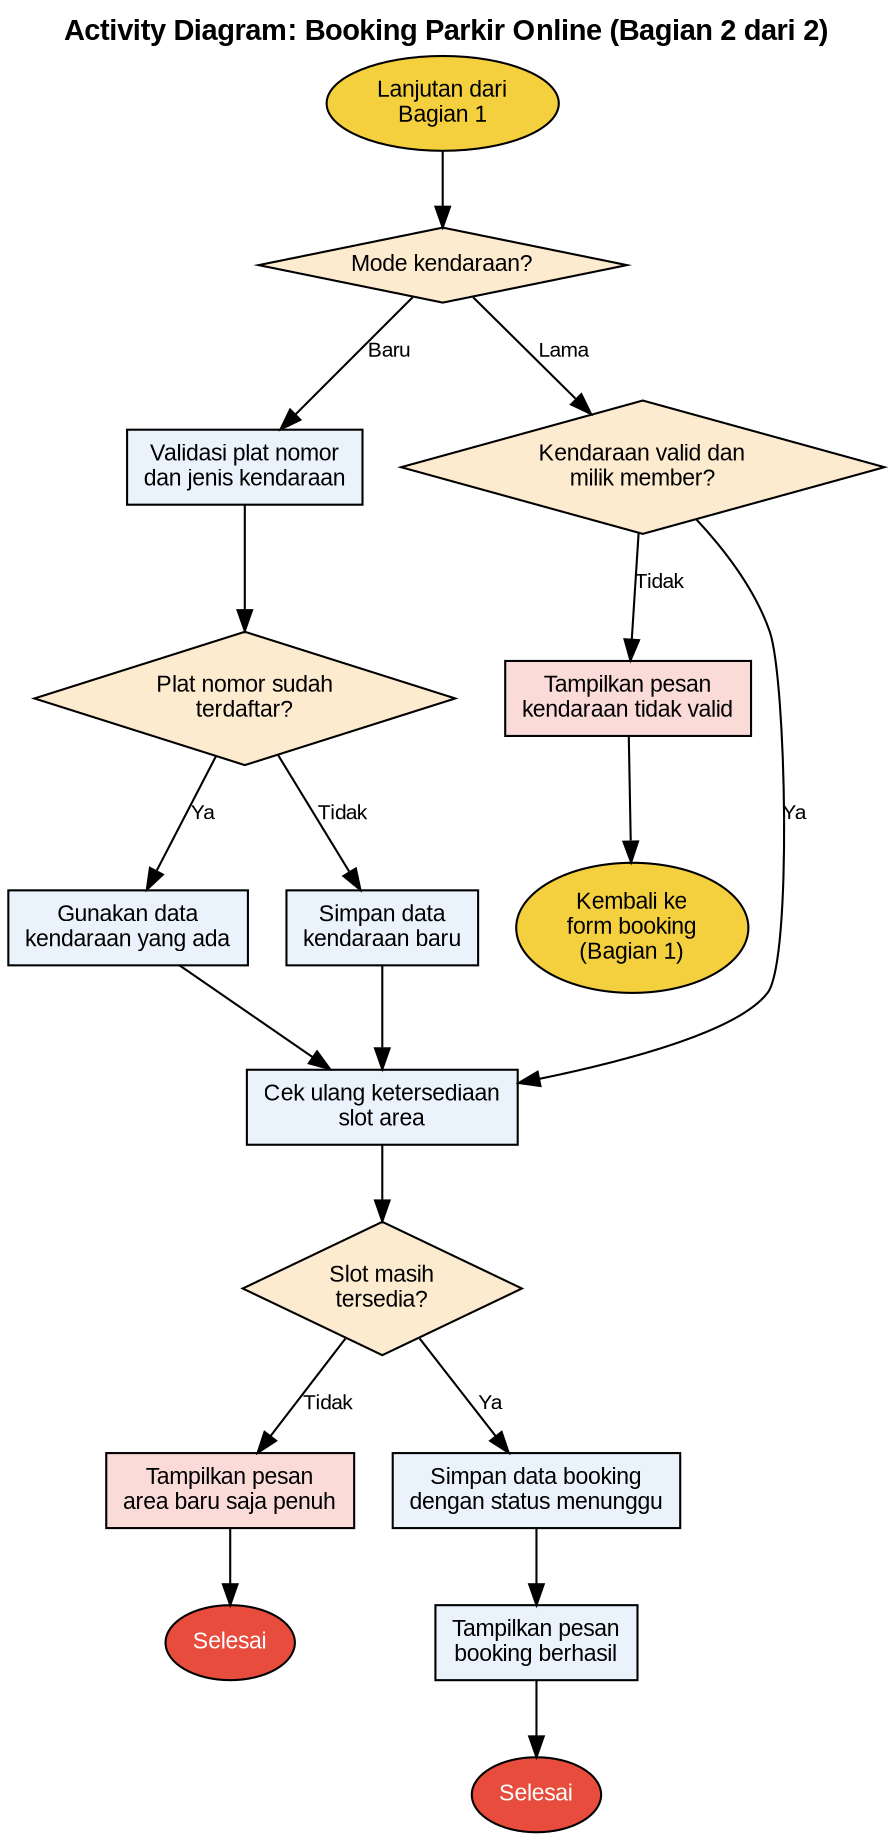 Activity Diagram: Booking Parkir Online (Bagian 2 dari 2)
Lanjutan dari
Bagian 1
Mode kendaraan?
Baru
Lama
Validasi plat nomor
dan jenis kendaraan
Kendaraan valid dan
milik member?
Tidak
Plat nomor sudah
terdaftar?
Tampilkan pesan
kendaraan tidak valid
Ya
Tidak
Ya
Gunakan data
kendaraan yang ada
Simpan data
kendaraan baru
Kembali ke
form booking
(Bagian 1)
Cek ulang ketersediaan
slot area
Slot masih
tersedia?
Tidak
Ya
Tampilkan pesan
area baru saja penuh
Simpan data booking
dengan status menunggu
Selesai
Tampilkan pesan
booking berhasil
Selesai